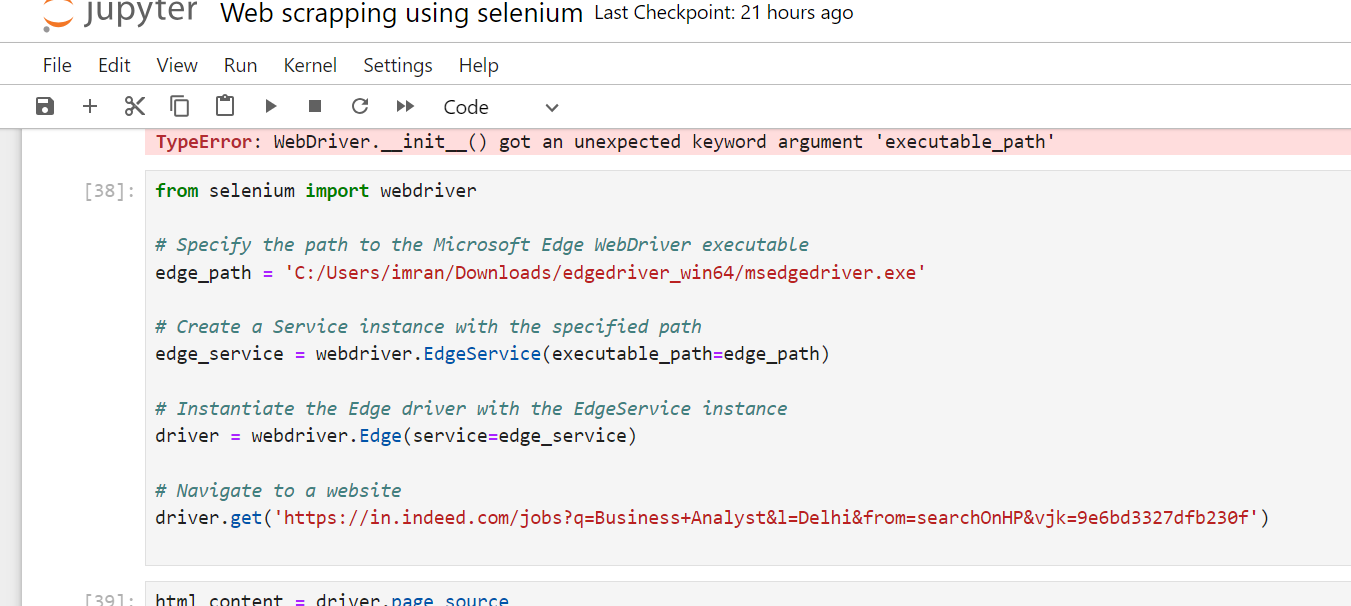 jupyter Web scrapping using selenium Last Checkpoint: 21 hours ago
File Edit View Run Kernel Settings Help
Code
TypeError: WebDriver.__init__() got an unexpected keyword argument 'executable_path'
[38]: from selenium import webdriver
# Specify the path to the Microsoft Edge WebDriver executable
edge_path = 'C:/Users/imran/Downloads/edgedriver_win64/msedgedriver.exe'
# Create a Service instance with the specified path
edge_service = webdriver.EdgeService(executable_path=edge_path)
# Instantiate the Edge driver with the EdgeService instance
driver = webdriver.Edge(service=edge_service)
# Navigate to a website
driver.get('https://in.indeed.com/jobs?q=Business+Analyst&l=Delhi&from=searchOnHP&vjk=9e6bd3327dfb230f')
[39]: html_content = driver.page_source